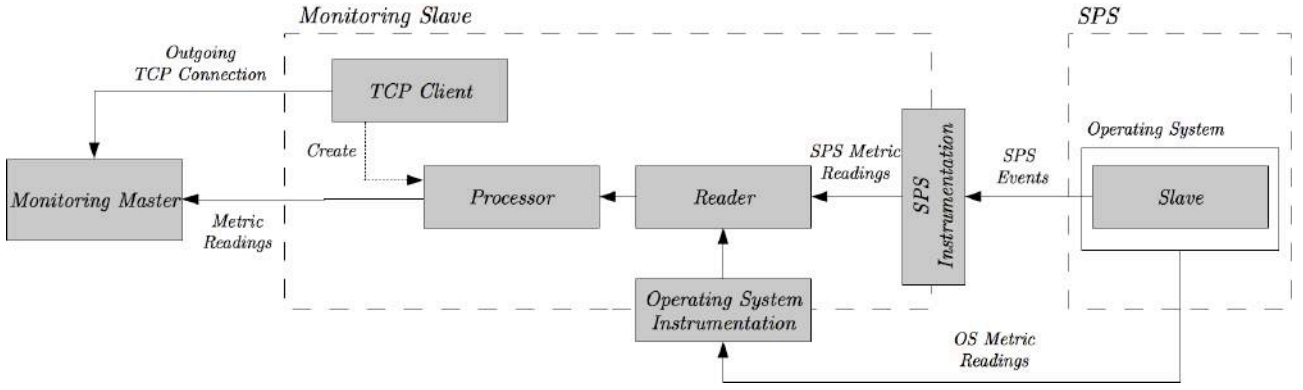 Monitoring Slave
SPS
Outgoing
TCP Connection
TCP Client
Operating System
Create
SPS Metric
Readings
SPS
Instrumentation
SPS
Events
Monitoring Master
Processor
Reader
Slave
Metric
Readings
Operating System
Instrumentation
OS Metric
Readings